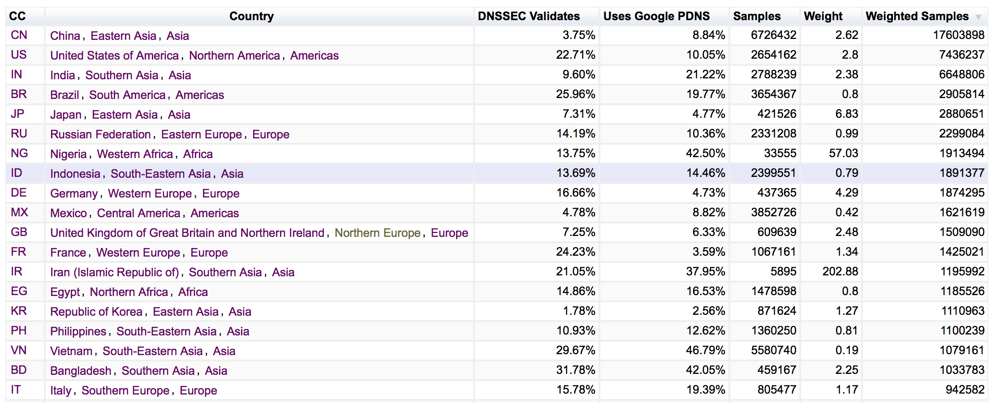 CC Country DNSSEC Validates Uses Google PDNS Samples Weight Weighted Samples ▼
CN China , Eastern Asia , Asia 3.75% 8.84% 6726432 2.62 17603898
US United States of America , Northern America , Americas 22.71% 10.05% 2654162 2.8 7436237
IN India , Southern Asia , Asia 9.60% 21.22% 2788239 2.38 6648806
BR Brazil , South America , Americas 25.96% 19.77% 3654367 0.8 2905814
JP Japan , Eastern Asia , Asia 7.31% 4.77% 421526 6.83 2880651
RU Russian Federation , Eastern Europe , Europe 14.19% 10.36% 2331208 0.99 2299084
NG Nigeria , Western Africa , Africa 13.75% 42.50% 33555 57.03 1913494
ID Indonesia , South-Eastern Asia , Asia 13.69% 14.46% 2399551 0.79 1891377
DE Germany , Western Europe , Europe 16.66% 4.73% 437365 4.29 1874295
MX Mexico , Central America , Americas 4.78% 8.82% 3852726 0.42 1621619
GB United Kingdom of Great Britain and Northern Ireland , Northern Europe , Europe 7.25% 6.33% 609639 2.48 1509090
FR France , Western Europe , Europe 24.23% 3.59% 1067161 1.34 1425021
IR Iran (Islamic Republic of) , Southern Asia , Asia 21.05% 37.95% 5895 202.88 1195992
EG Egypt , Northern Africa , Africa 14.86% 16.53% 1478598 0.8 1185526
KR Republic of Korea , Eastern Asia , Asia 1.78% 2.56% 871624 1.27 1110963
PH Philippines , South-Eastern Asia , Asia 10.93% 12.62% 1360250 0.81 1100239
VN Vietnam , South-Eastern Asia , Asia 29.67% 46.79% 5580740 0.19 1079161
BD Bangladesh , Southern Asia , Asia 31.78% 42.05% 459167 2.25 1033783
IT Italy , Southern Europe , Europe 15.78% 19.39% 805477 1.17 942582